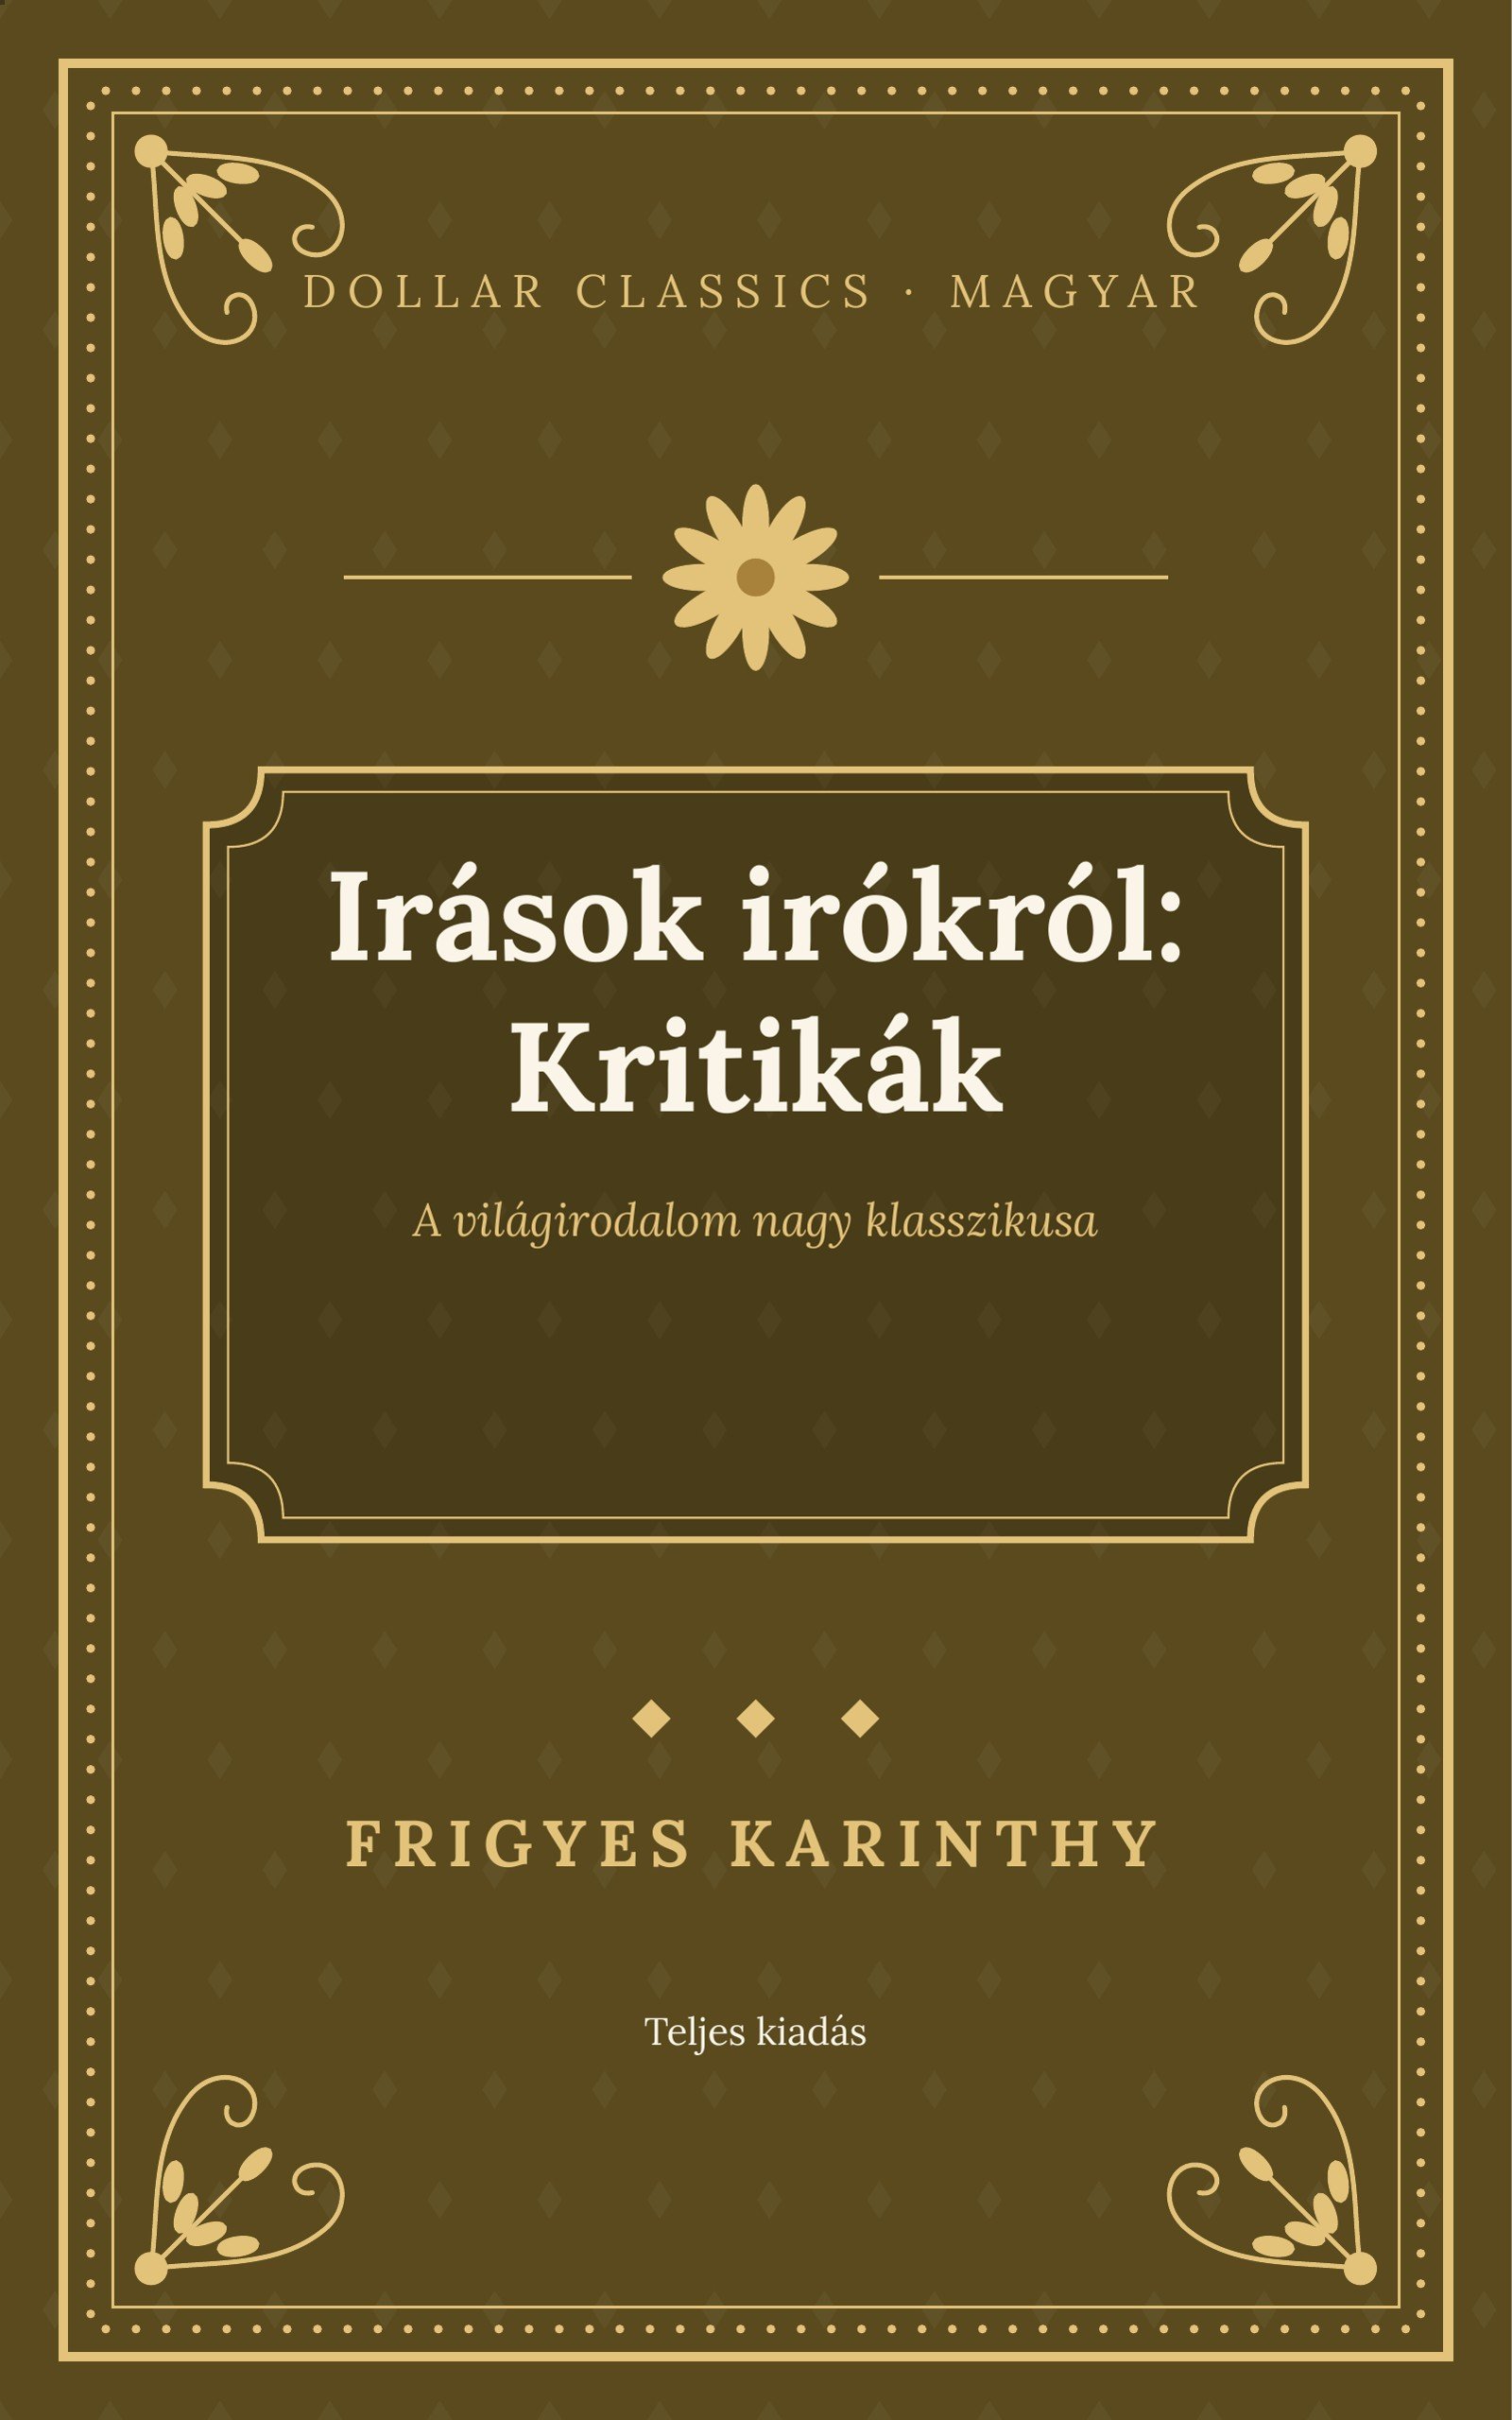 DOLLAR CLASSICS · MAGYAR
Irások irókról:
Kritikák
A világirodalom nagy klasszikusa
FRIGYES KARINTHY
Teljes kiadás